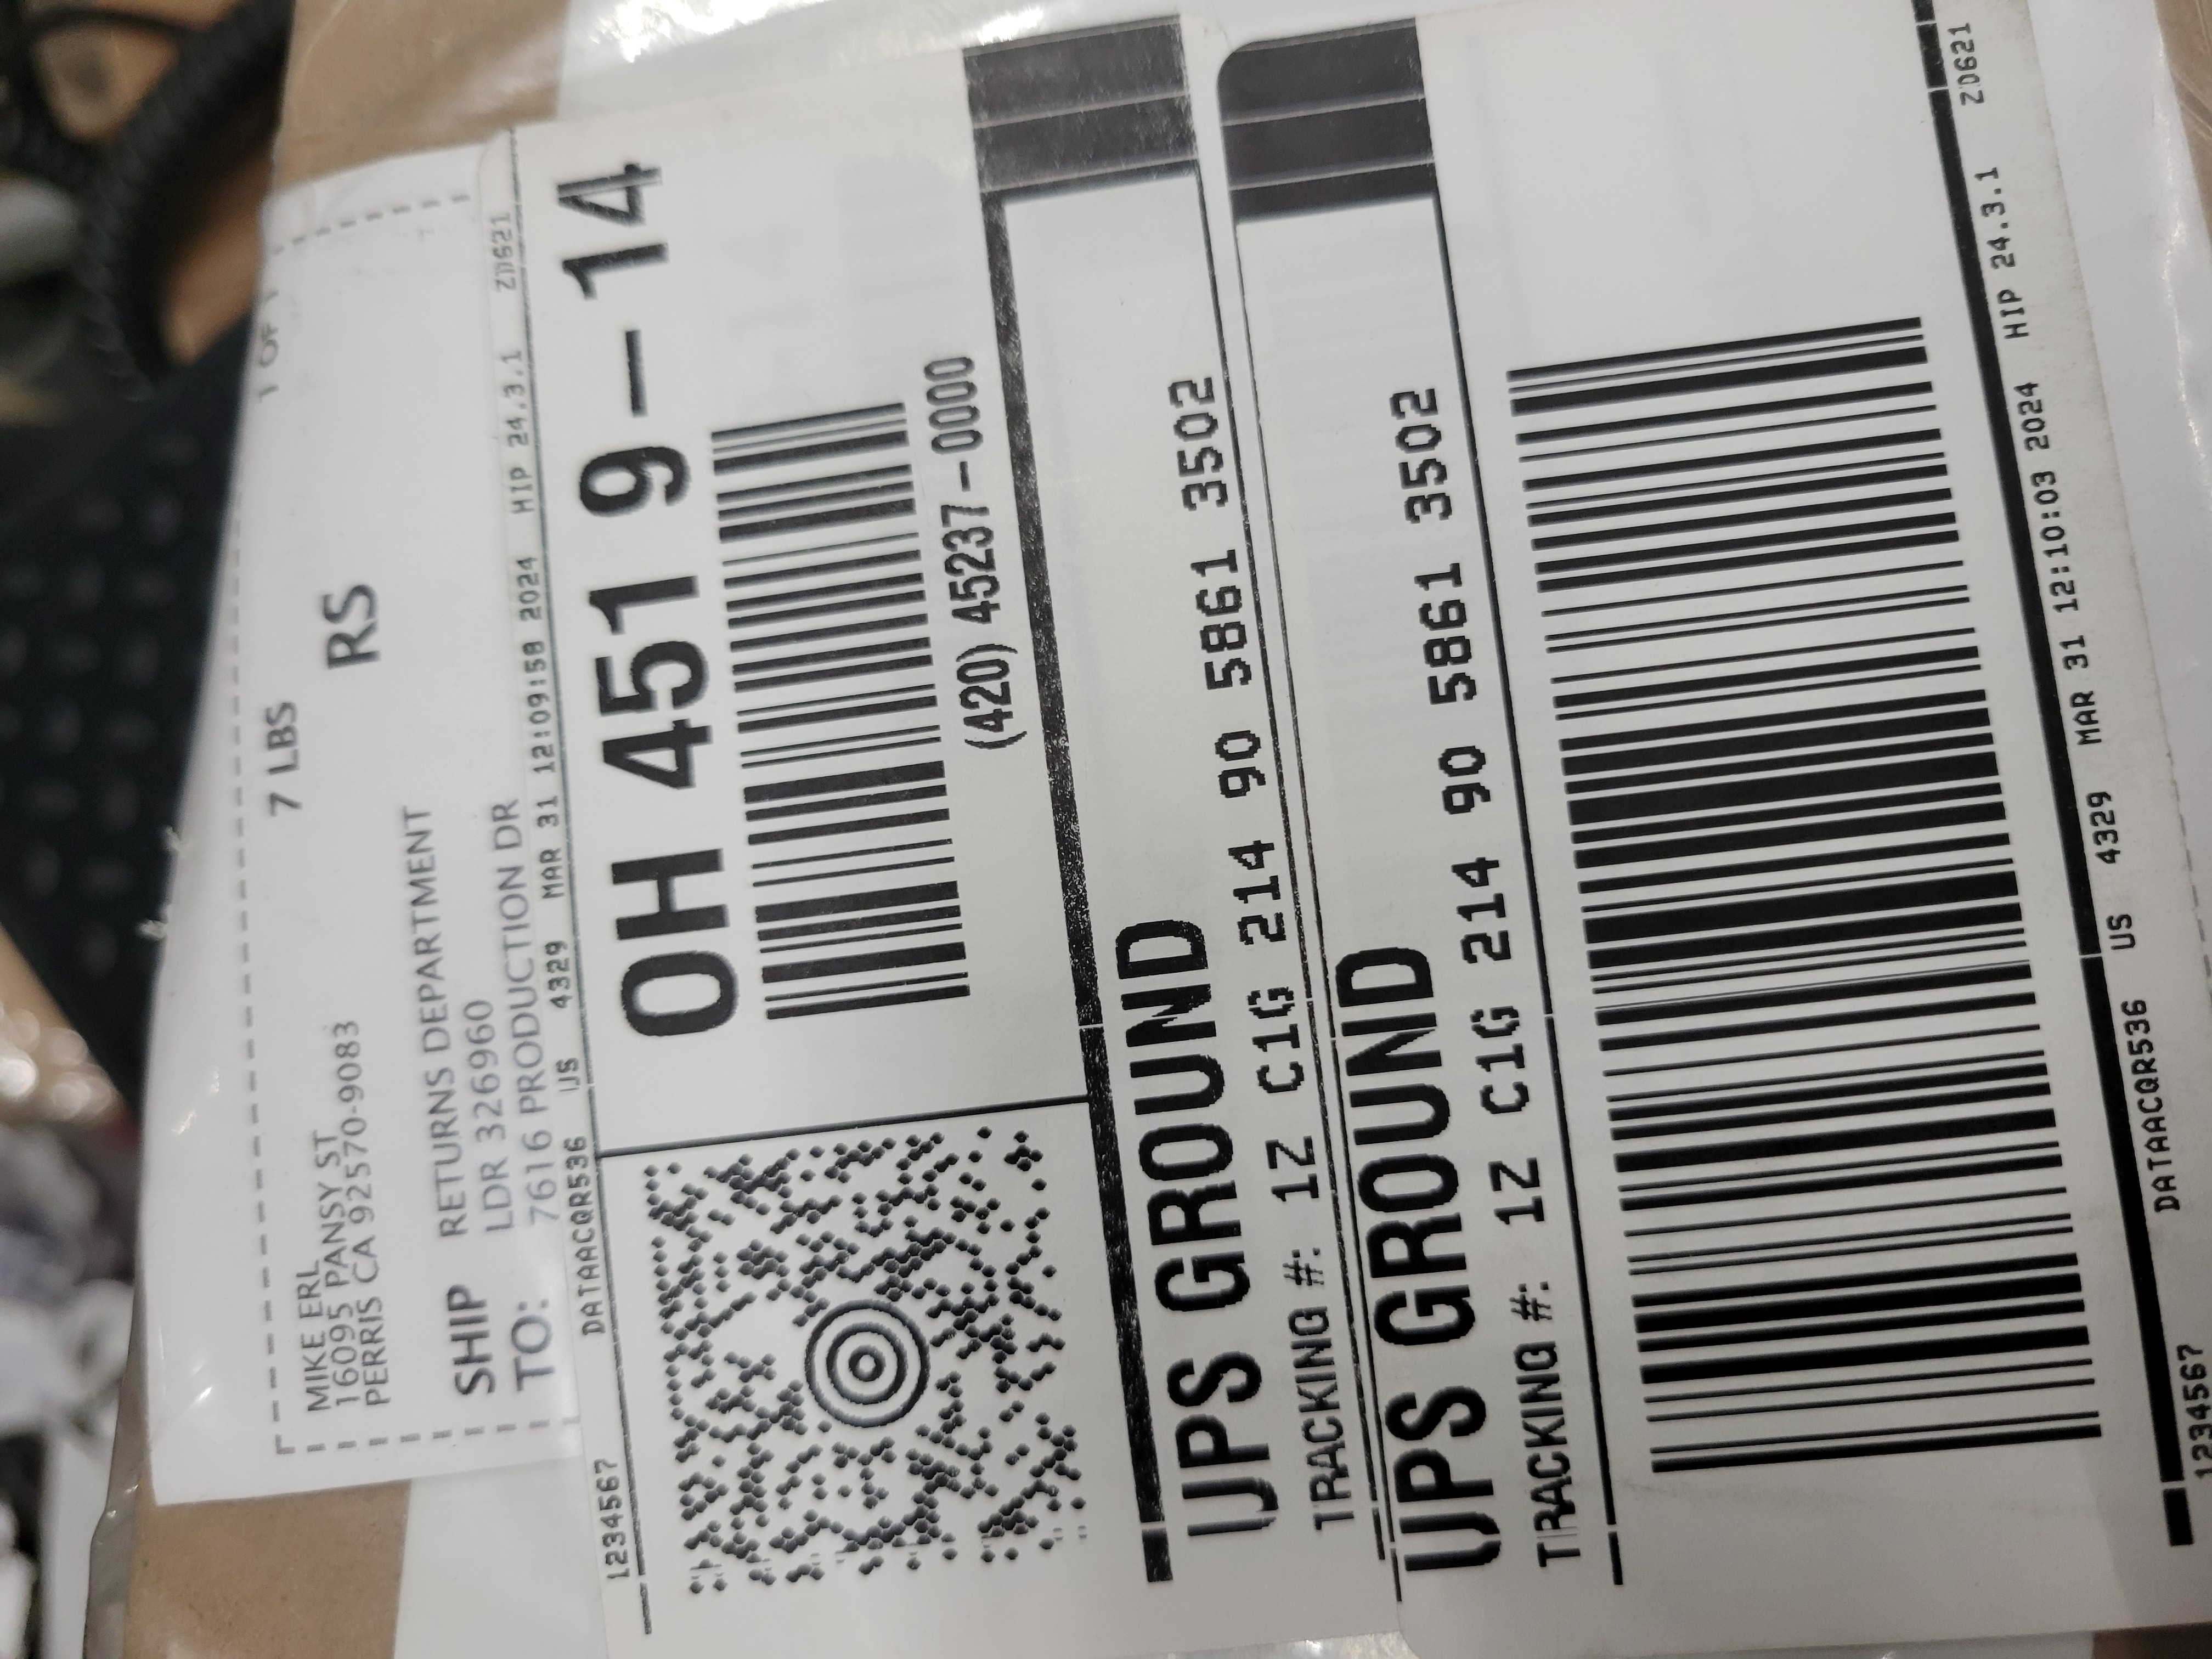 7 LBS
1 OF 1
MIKE ERL
16095 PANSY ST
PERRIS CA 92570-9083
RS
SHIP
TO:
RETURNS DEPARTMENT
LDR 326960
7616 PRODUCTION DR
1234567 DATAACQR536 US 4329 MAR 31 12:09:58 2024 HIP 24.3.1 ZD621
OH 451 9-14
(420) 45237-0000
UPS GROUND
TRACKING #: 1Z C1G 214 90 5861 3502
UPS GROUND
TRACKING #: 1Z C1G 214 90 5861 3502
1234567 DATAACQR536 US 4329 MAR 31 12:10:03 2024 HIP 24.3.1 ZD621